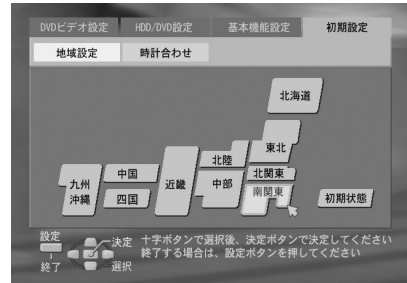 DVDビデオ設定 HDD/DVD設定 基本機能設定 初期設定
地域設定 時計合わせ
北海道
東北
北陸
北関東
中国
近畿
中部
南関東
九州
沖縄
四国
初期状態
設定
決定
十字ボタンで選択後、決定ボタンで決定してください
終了する場合は、設定ボタンを押してください
終了
選択